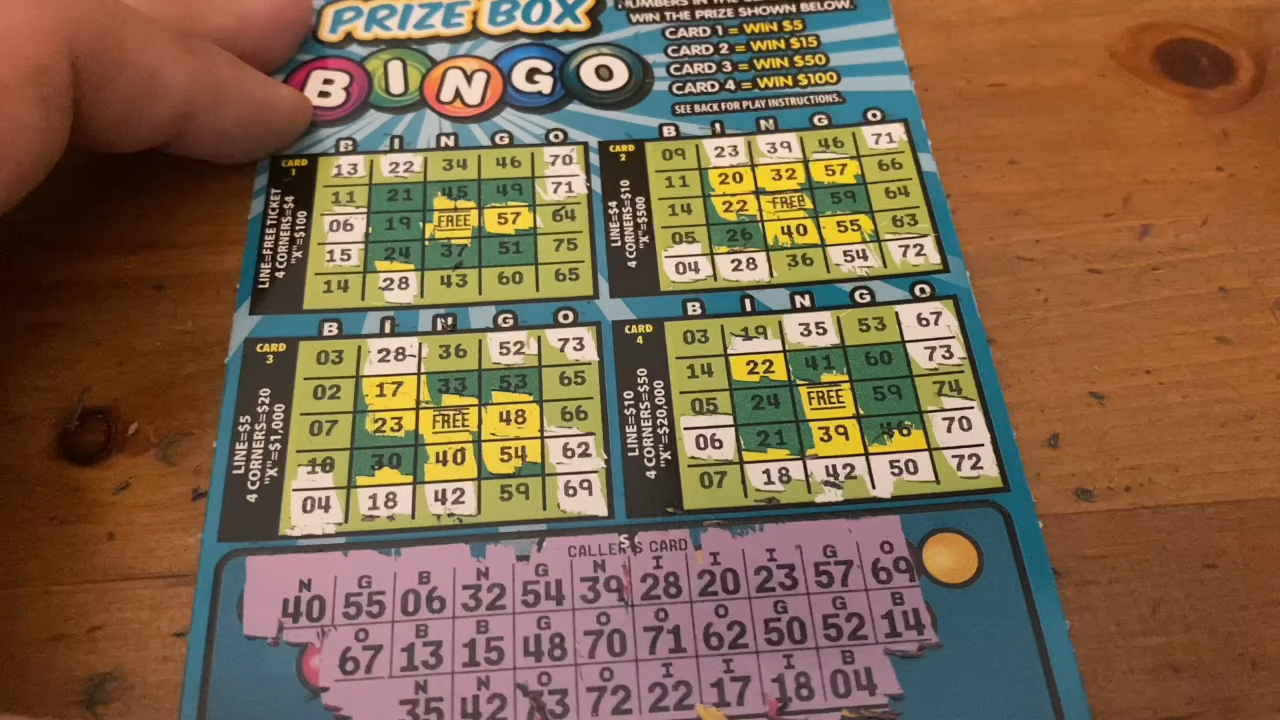 PRIZE BOX
BINGO
NUMBERS IN THE
WIN THE PRIZE SHOWN BELOW.
CARD 1 = WIN $5
CARD 2 = WIN $15
CARD 3 = WIN $50
CARD 4 = WIN $100
SEE BACK FOR PLAY INSTRUCTIONS.
CARD 1
LINE=FREE TICKET
4 CORNERS=$4
"X"=$100
B I N G O
13 22 34 46 70
11 21 45 49 71
06 19 FREE 57 64
15 24 37 51 75
14 28 43 60 65
CARD 2
LINE=$4
4 CORNERS=$10
"X"=$500
B I N G O
09 23 39 46 71
11 20 32 57 66
14 22 FREE 59 64
05 26 40 55 63
04 28 36 54 72
CARD 3
LINE=$5
4 CORNERS=$20
"X"=$1,000
B I N G O
03 28 36 52 73
02 17 33 53 65
07 23 FREE 48 66
10 30 40 54 62
04 18 42 59 69
CARD 4
LINE=$10
4 CORNERS=$50
"X"=$20,000
B I N G O
03 19 35 53 67
14 22 41 60 73
05 24 FREE 59 74
06 21 39 46 70
07 18 42 50 72
CALLER'S CARD
N G B N G N I I I G O
40 55 06 32 54 39 28 20 23 57 69
O B B G O O O G G B
67 13 15 48 70 71 62 50 52 14
N N O O I I I B
35 42 73 72 22 17 18 04